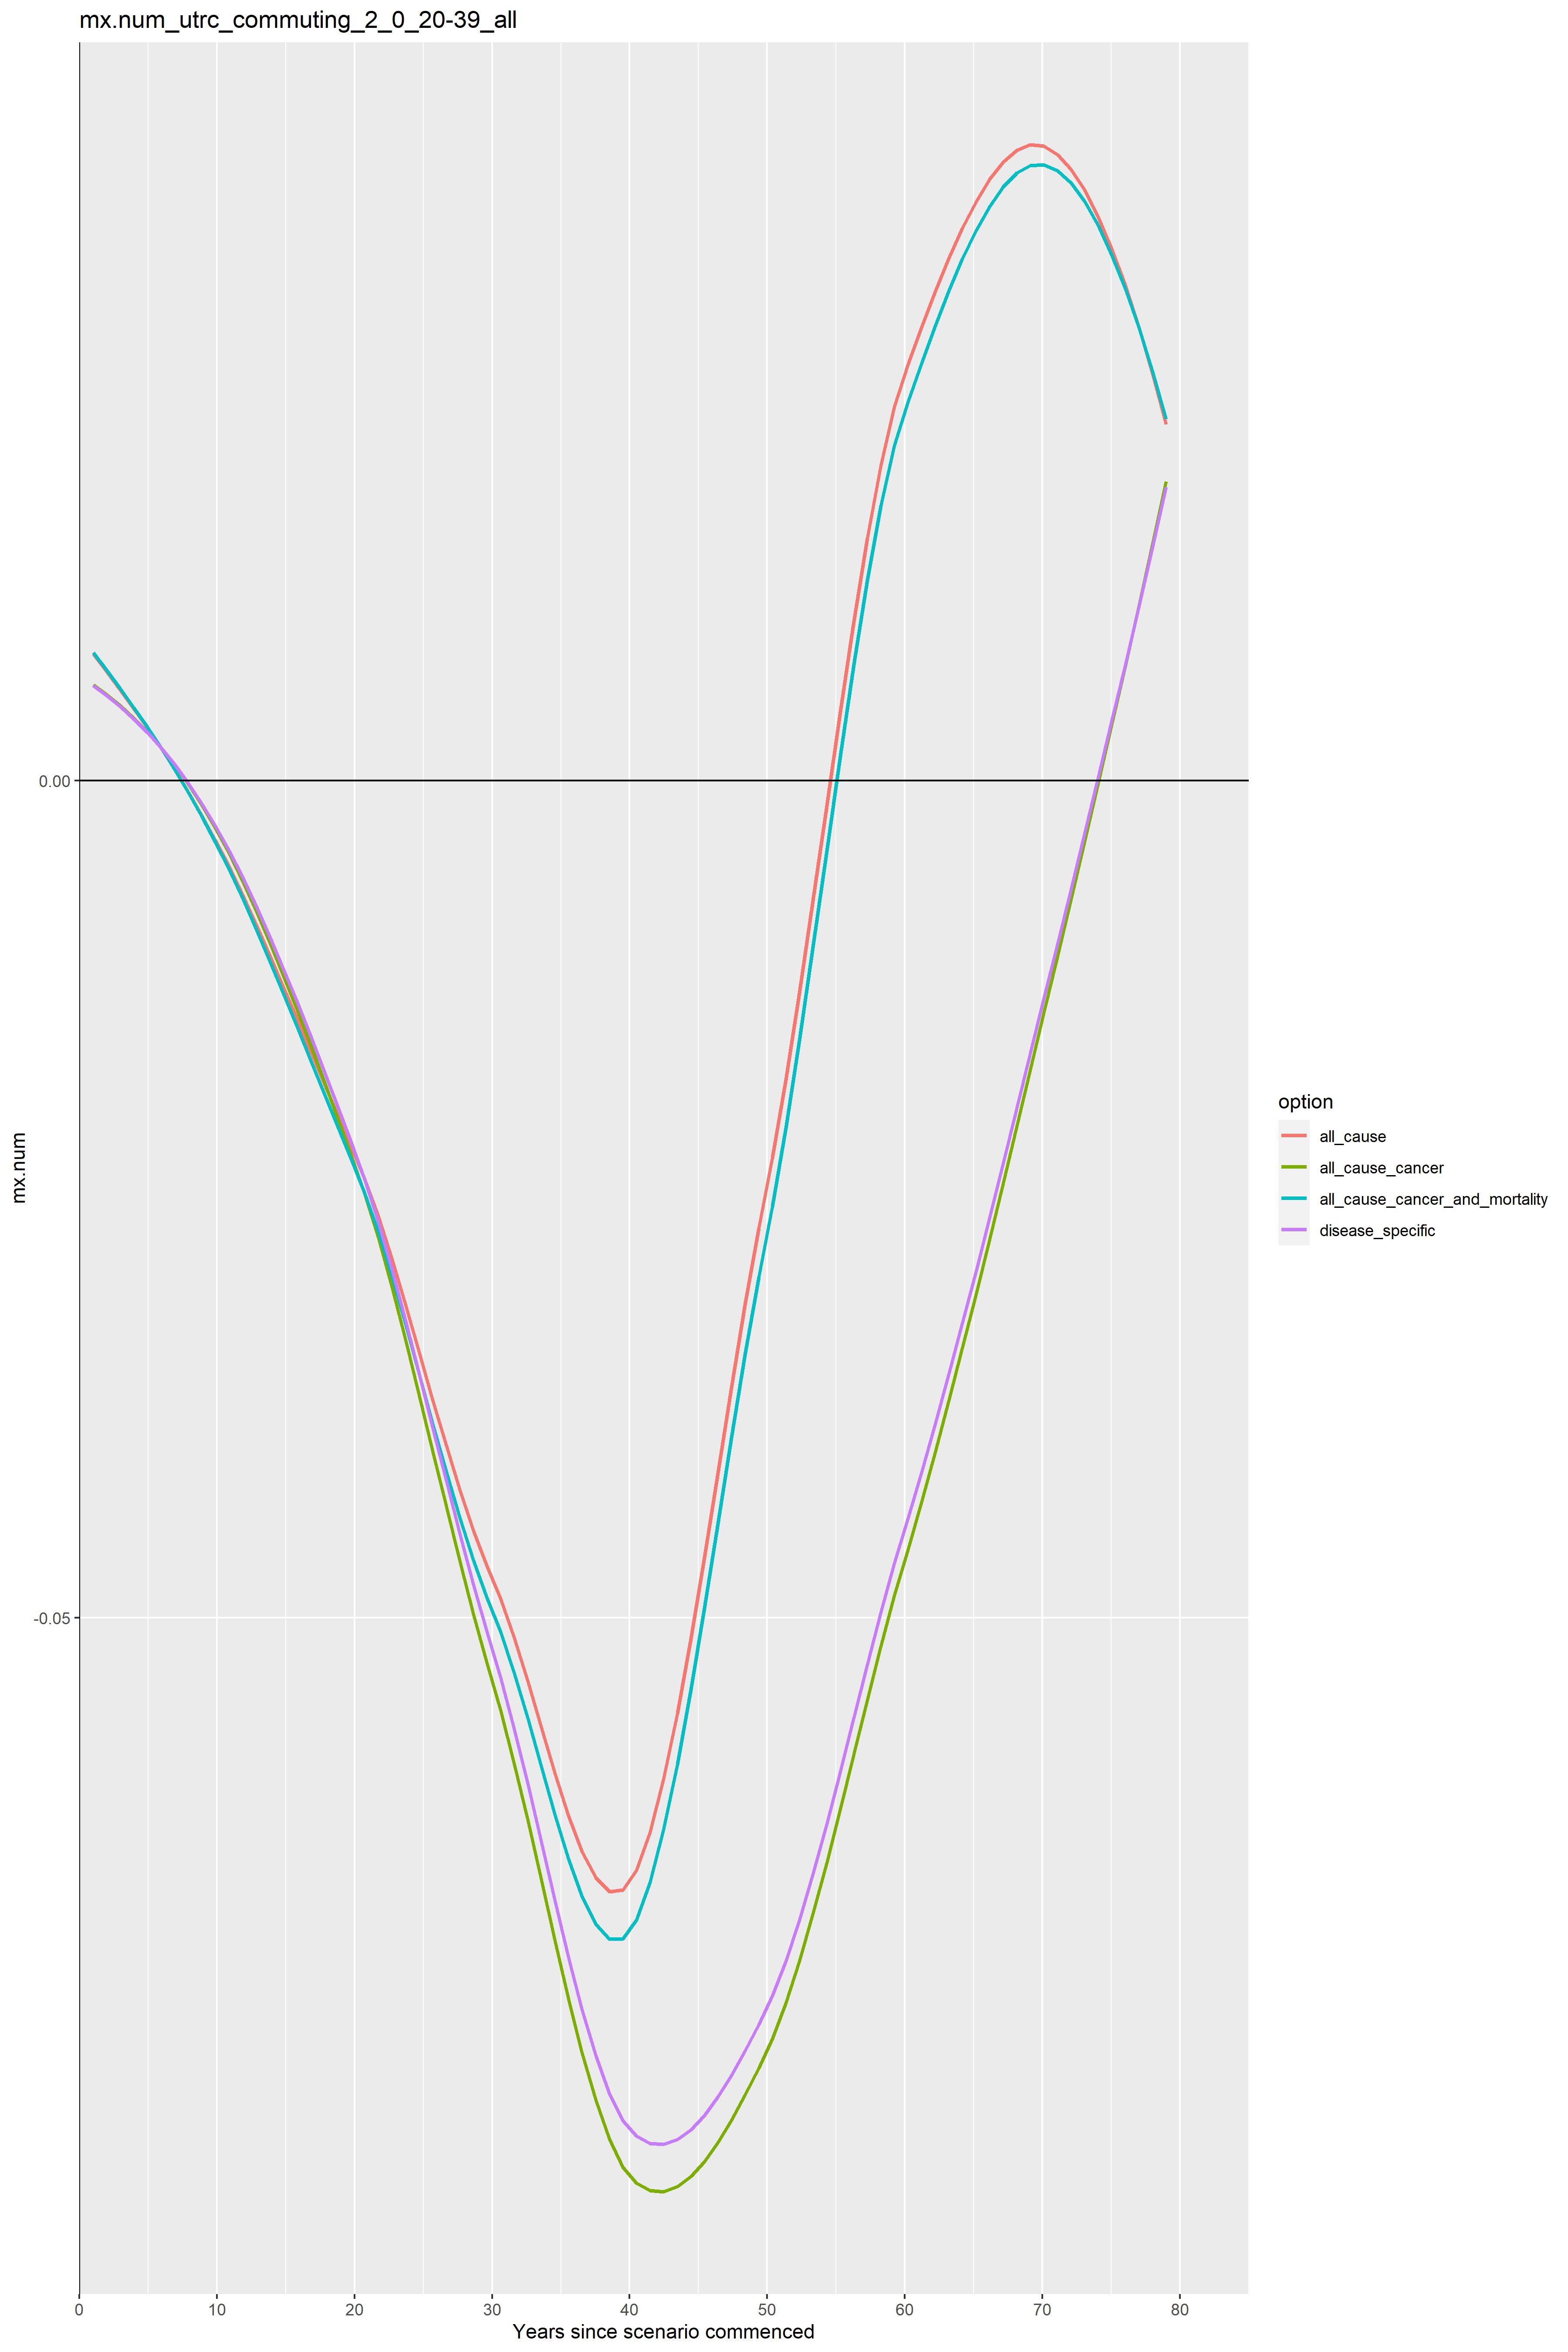 mx.num_utrc_commuting_2_0_20-39_all
0.00
-0.05
mx.num
0 10 20 30 40 50 60 70 80
Years since scenario commenced
option
all_cause
all_cause_cancer
all_cause_cancer_and_mortality
disease_specific